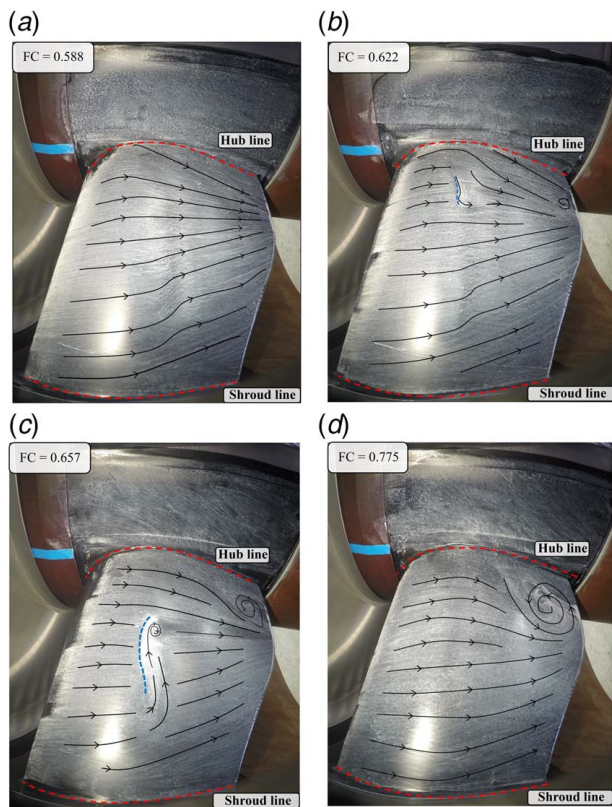 (a)
FC = 0.588
Hub line
Shroud line
(b)
FC = 0.622
Hub line
Shroud line
(c)
FC = 0.657
Hub line
Shroud line
(d)
FC = 0.775
Hub line
Shroud line